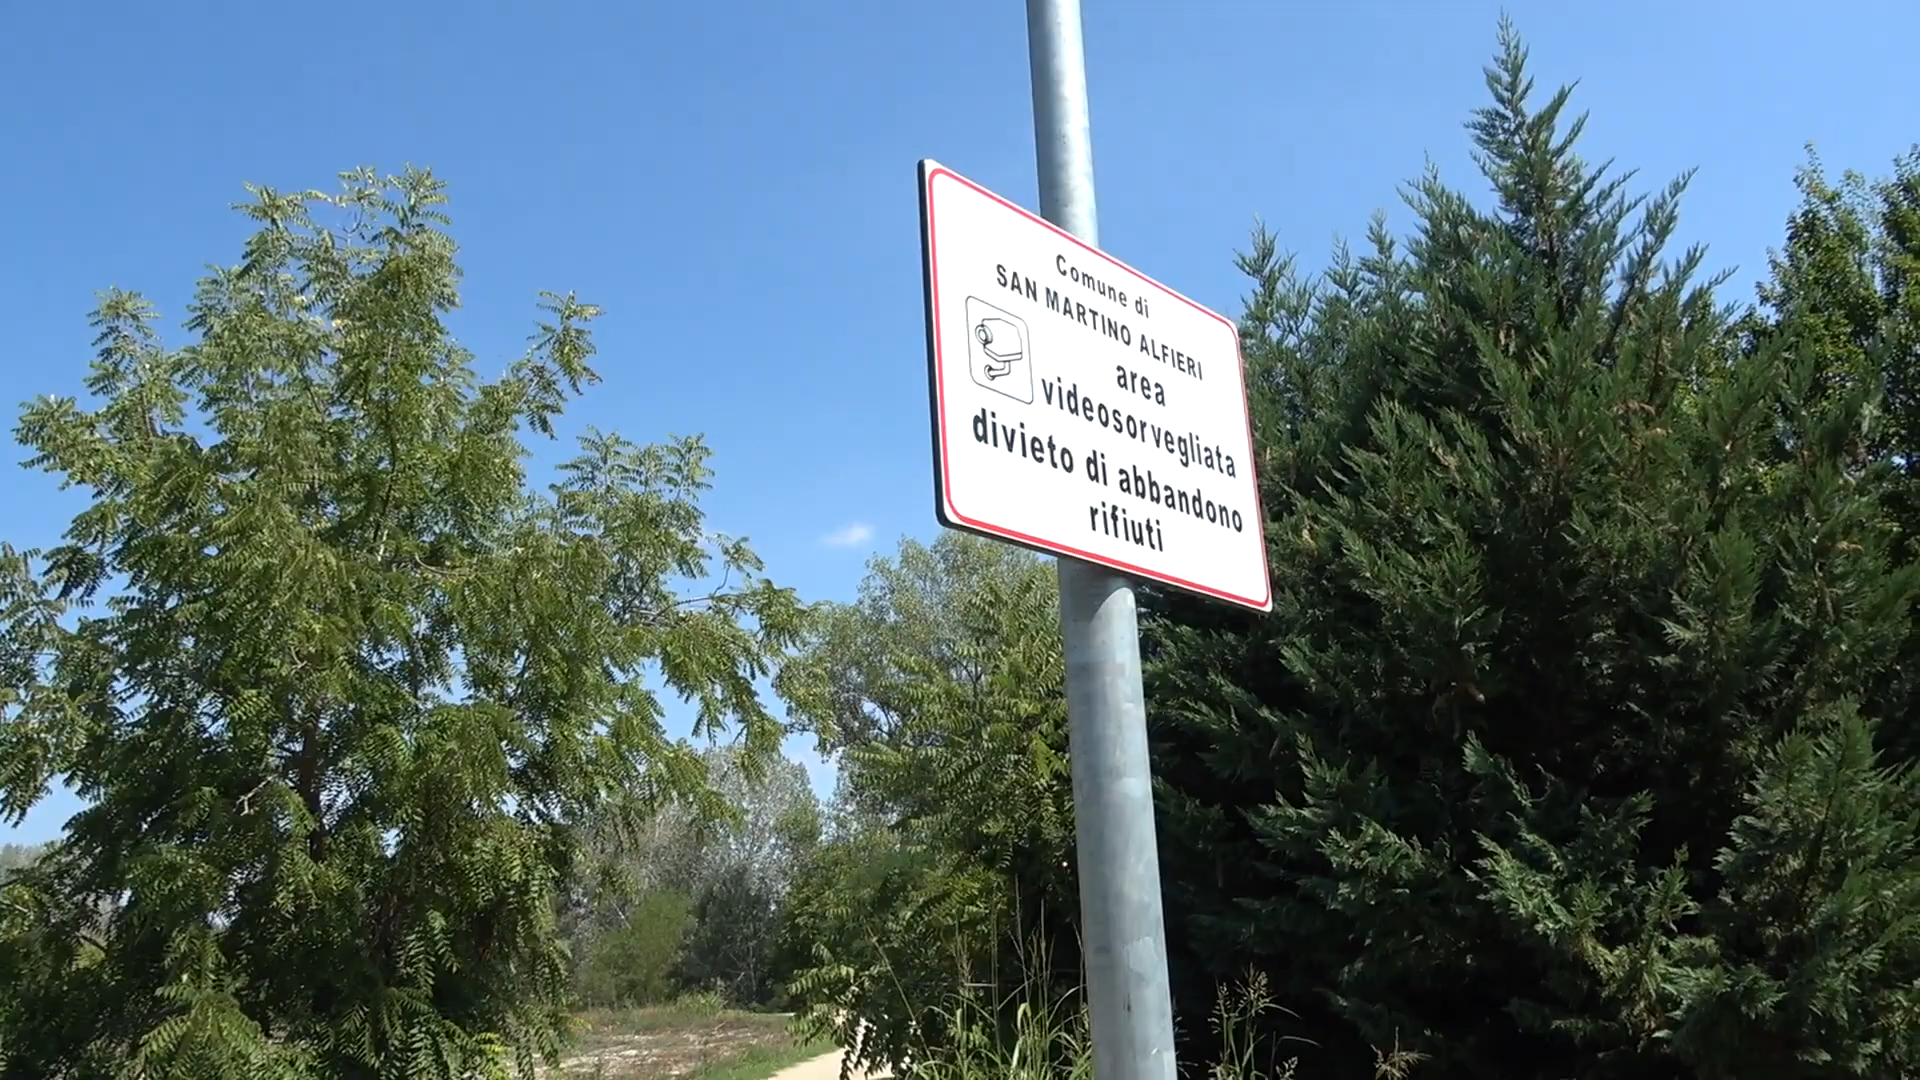 Comune di
SAN MARTINO ALFIERI
area
videosorvegliata
divieto di abbandono
rifiuti